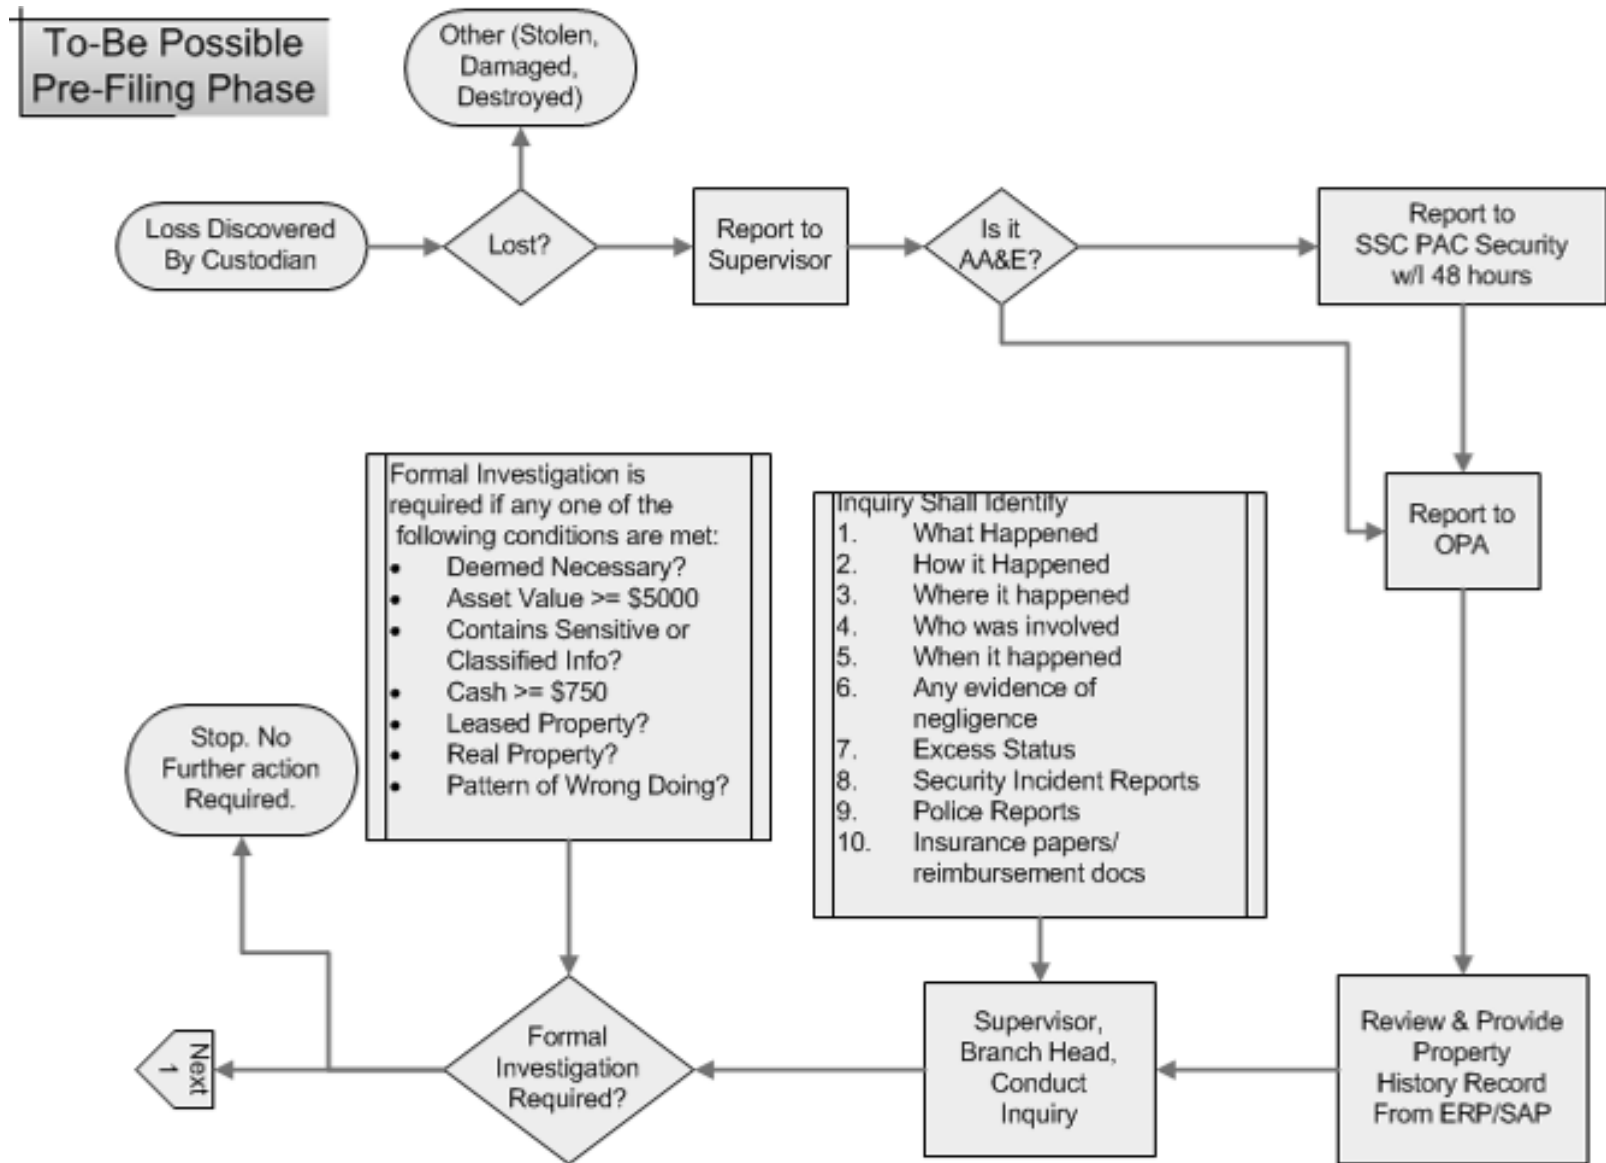 To-Be Possible
Pre-Filing Phase
Other (Stolen,
Damaged,
Destroyed)
Loss Discovered
By Custodian
Lost?
Report to
Supervisor
Is it
AA&E?
Report to
SSC PAC Security
w/I 48 hours
Report to
OPA
Formal Investigation is
required if any one of the
following conditions are met:
• Deemed Necessary?
• Asset Value >= $5000
• Contains Sensitive or
Classified Info?
• Cash >= $750
• Leased Property?
• Real Property?
• Pattern of Wrong Doing?
Inquiry Shall Identify
1. What Happened
2. How it Happened
3. Where it happened
4. Who was involved
5. When it happened
6. Any evidence of
negligence
7. Excess Status
8. Security Incident Reports
9. Police Reports
10. Insurance papers/
reimbursement docs
Stop. No
Further action
Required.
Next
1
Formal
Investigation
Required?
Supervisor,
Branch Head,
Conduct
Inquiry
Review & Provide
Property
History Record
From ERP/SAP